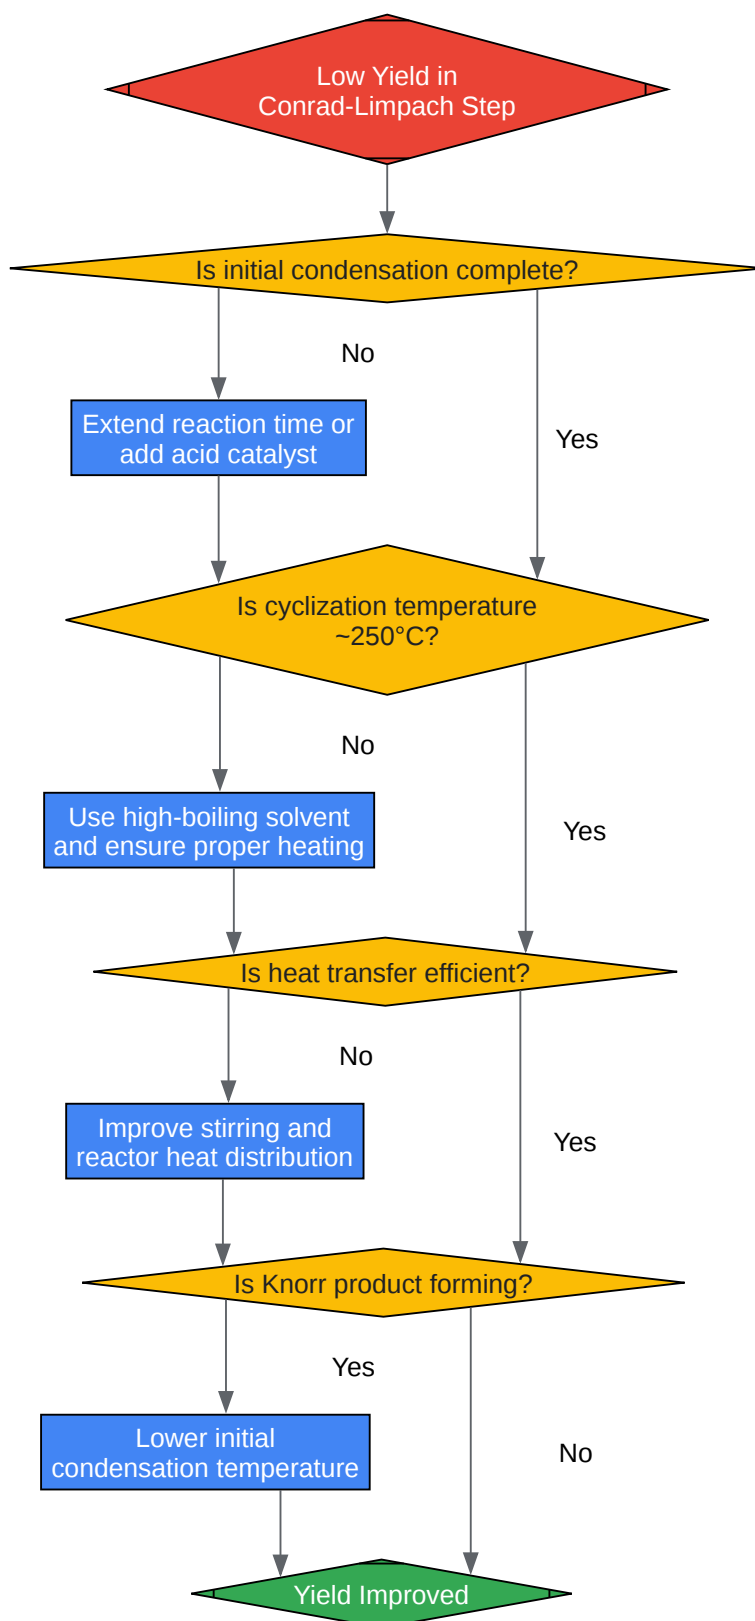 Low Yield in
Conrad-Limpach Step
Is initial condensation complete?
No
Extend reaction time or
add acid catalyst
Yes
Is cyclization temperature
~250°C?
No
Use high-boiling solvent
and ensure proper heating
Yes
Is heat transfer efficient?
No
Improve stirring and
reactor heat distribution
Yes
Is Knorr product forming?
Yes
Lower initial
condensation temperature
No
Yield Improved